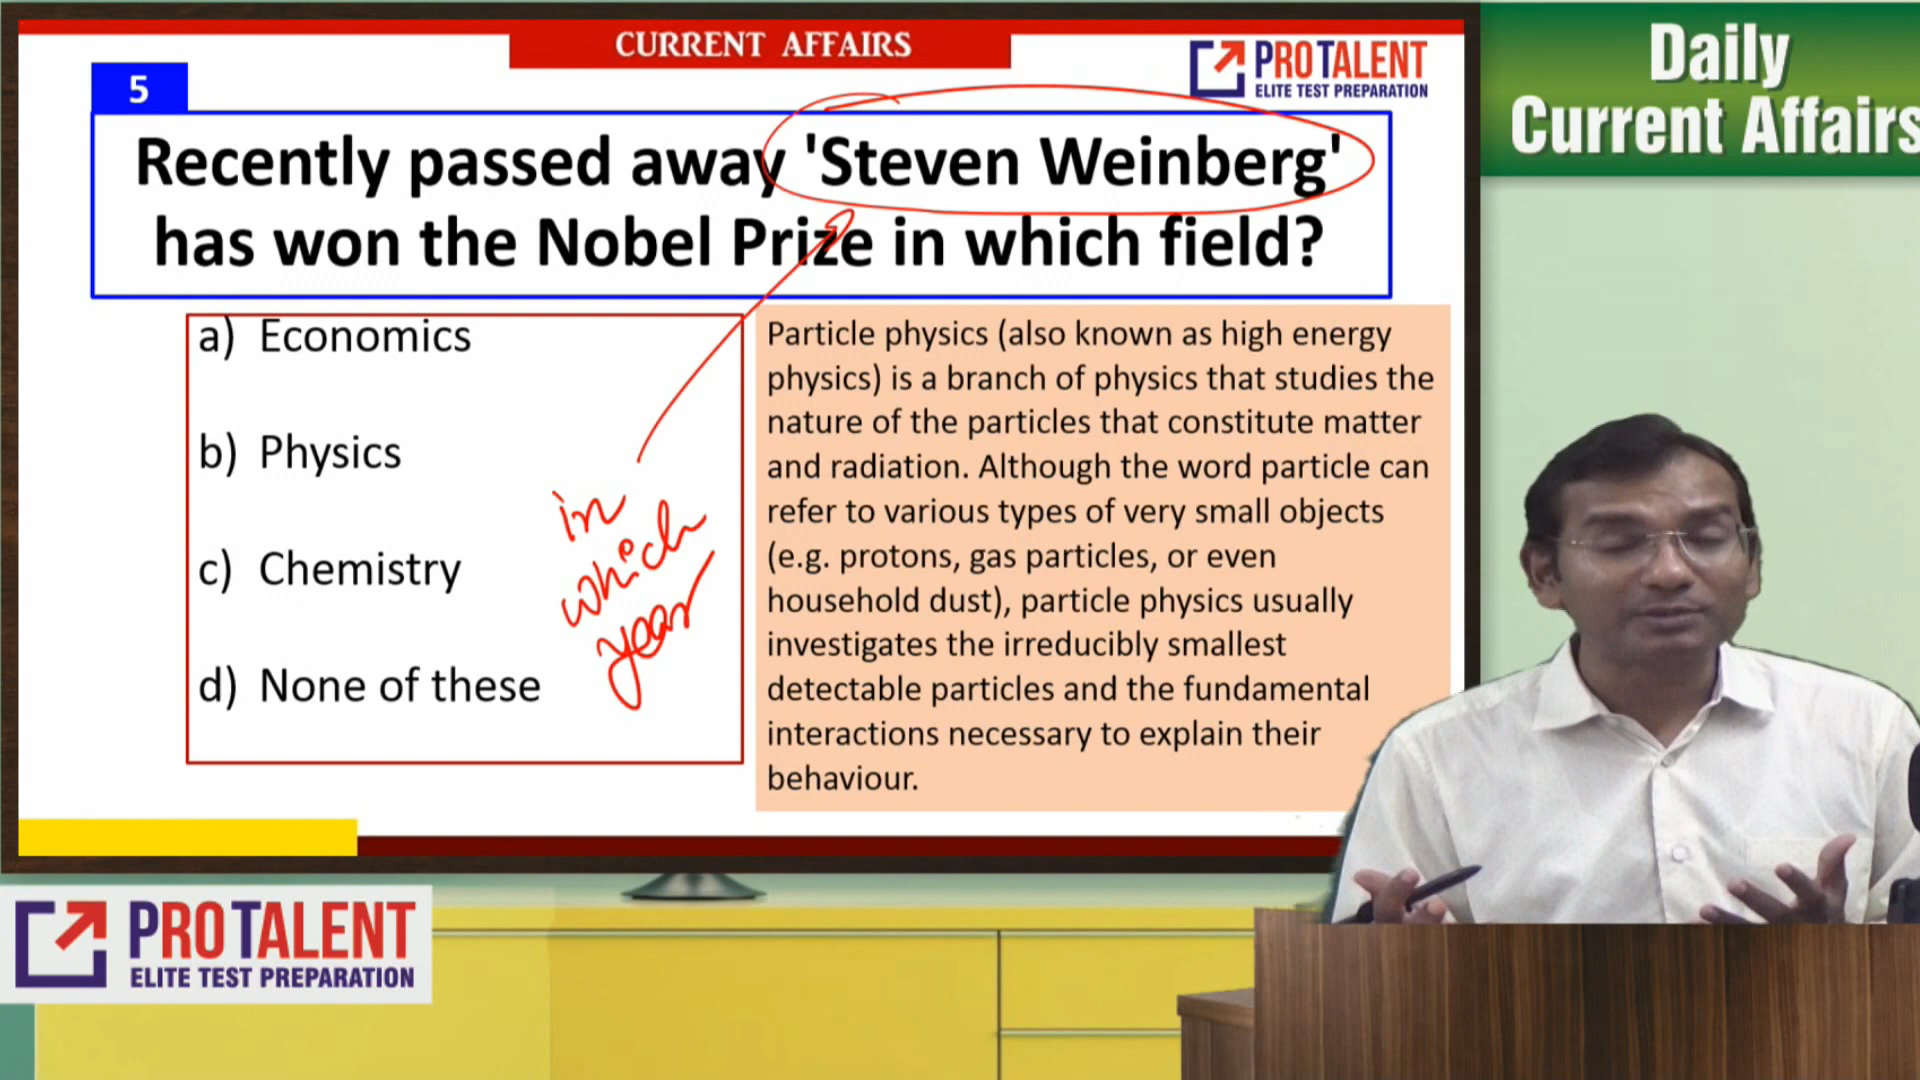 CURRENT AFFAIRS
PROTALENT
ELITE TEST PREPARATION
Daily
Current Affairs
5
Recently passed away 'Steven Weinberg'
has won the Nobel Prize in which field?
a) Economics
b) Physics
c) Chemistry
d) None of these
in
which
year
Particle physics (also known as high energy
physics) is a branch of physics that studies the
nature of the particles that constitute matter
and radiation. Although the word particle can
refer to various types of very small objects
(e.g. protons, gas particles, or even
household dust), particle physics usually
investigates the irreducibly smallest
detectable particles and the fundamental
interactions necessary to explain their
behaviour.
PROTALENT
ELITE TEST PREPARATION